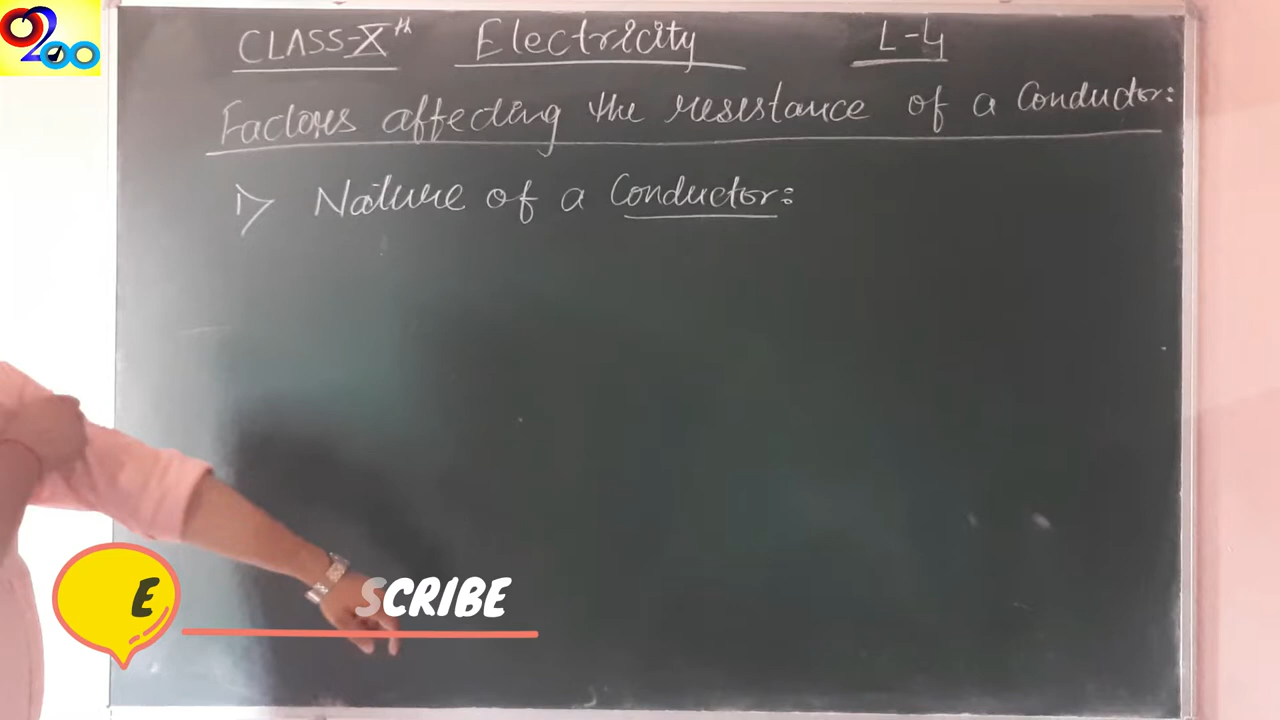 CLASS-Xth Electricity L-4
Factors affecting the resistance of a Conductor:
1> Nature of a Conductor:
E SCRIBE